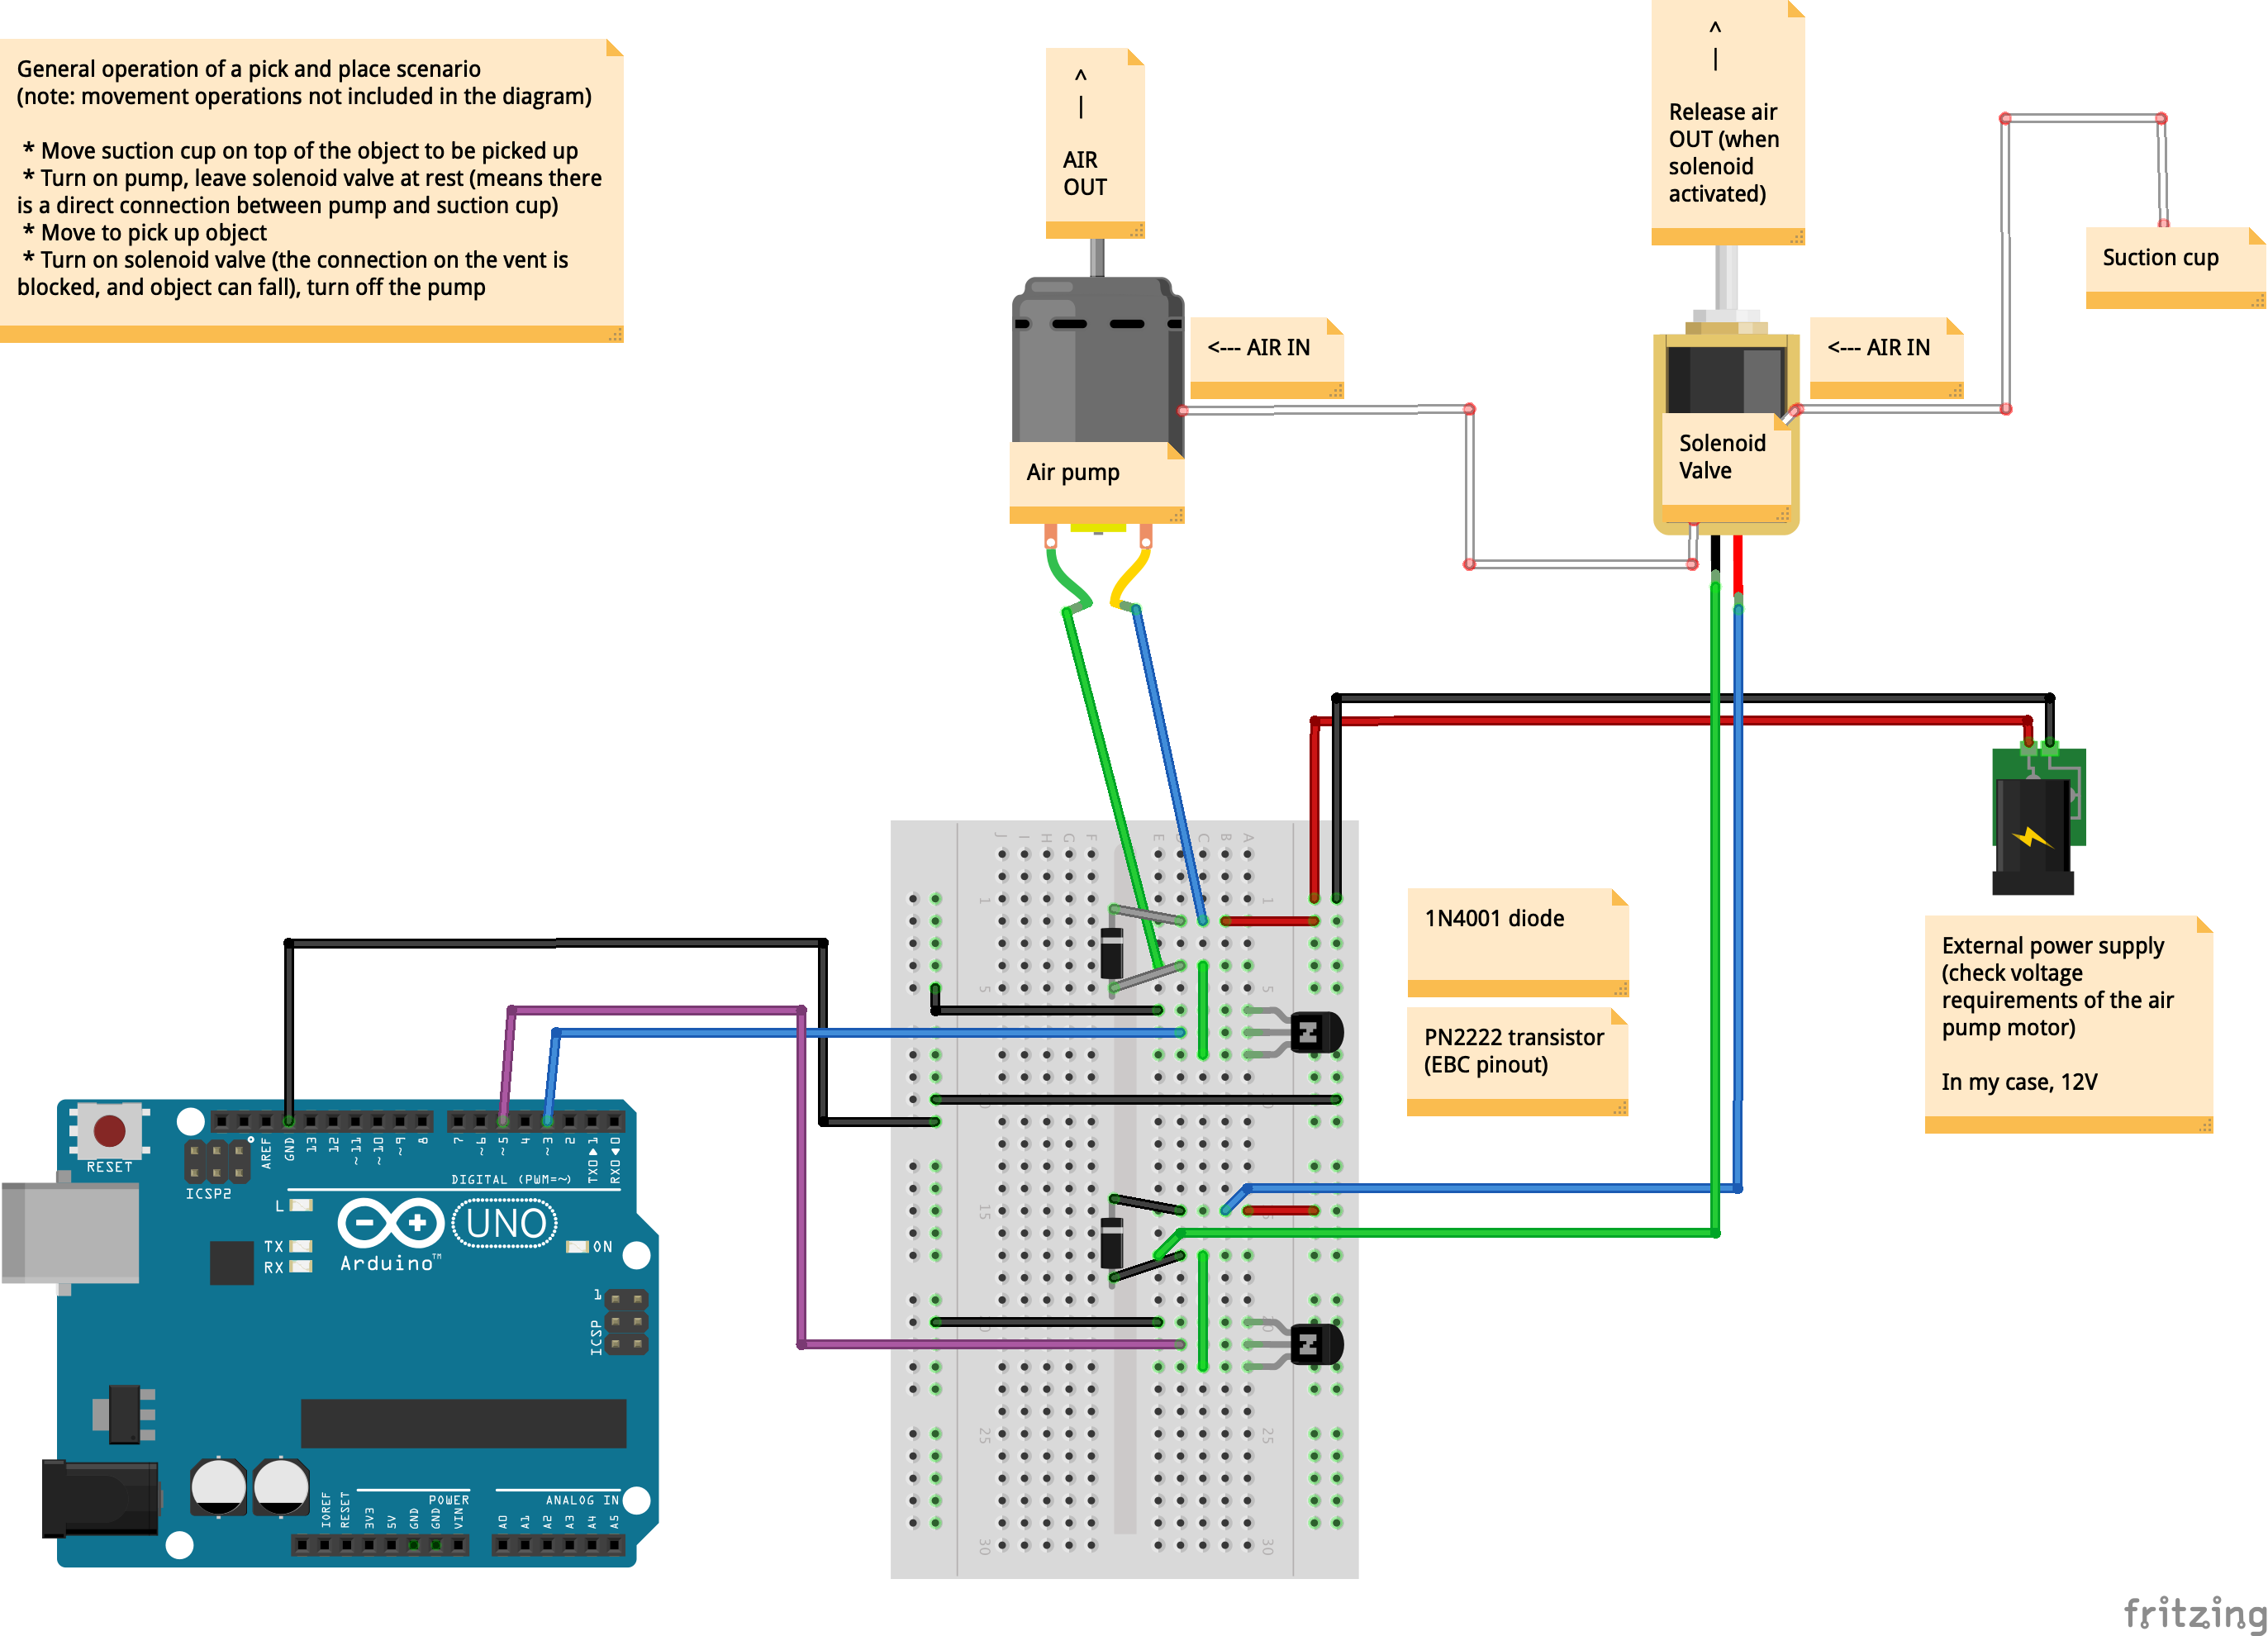 General operation of a pick and place scenario
(note: movement operations not included in the diagram)
* Move suction cup on top of the object to be picked up
* Turn on pump, leave solenoid valve at rest (means there
is a direct connection between pump and suction cup)
* Move to pick up object
* Turn on solenoid valve (the connection on the vent is
blocked, and object can fall), turn off the pump
^
|
AIR
OUT
^
|
Release air
OUT (when
solenoid
activated)
Suction cup
<--- AIR IN
<--- AIR IN
Air pump
Solenoid
Valve
1N4001 diode
PN2222 transistor
(EBC pinout)
External power supply
(check voltage
requirements of the air
pump motor)
In my case, 12V
J I H G F E C B A
1 1
5 5
15
25 25
30 30
N
N
RESET
ICSP2
AREF
GND
13
12
~11
~10
~9
8
7
~6
~5
4
~3
2
TX0▶1
RX0◀0
DIGITAL (PWM=~)
L
TX
RX
Arduino™
UNO
ON
1
ICSP
IOREF
RESET
3V3
5V
GND
GND
VIN
POWER
ANALOG IN
A0
A1
A2
A3
A4
A5
fritzing